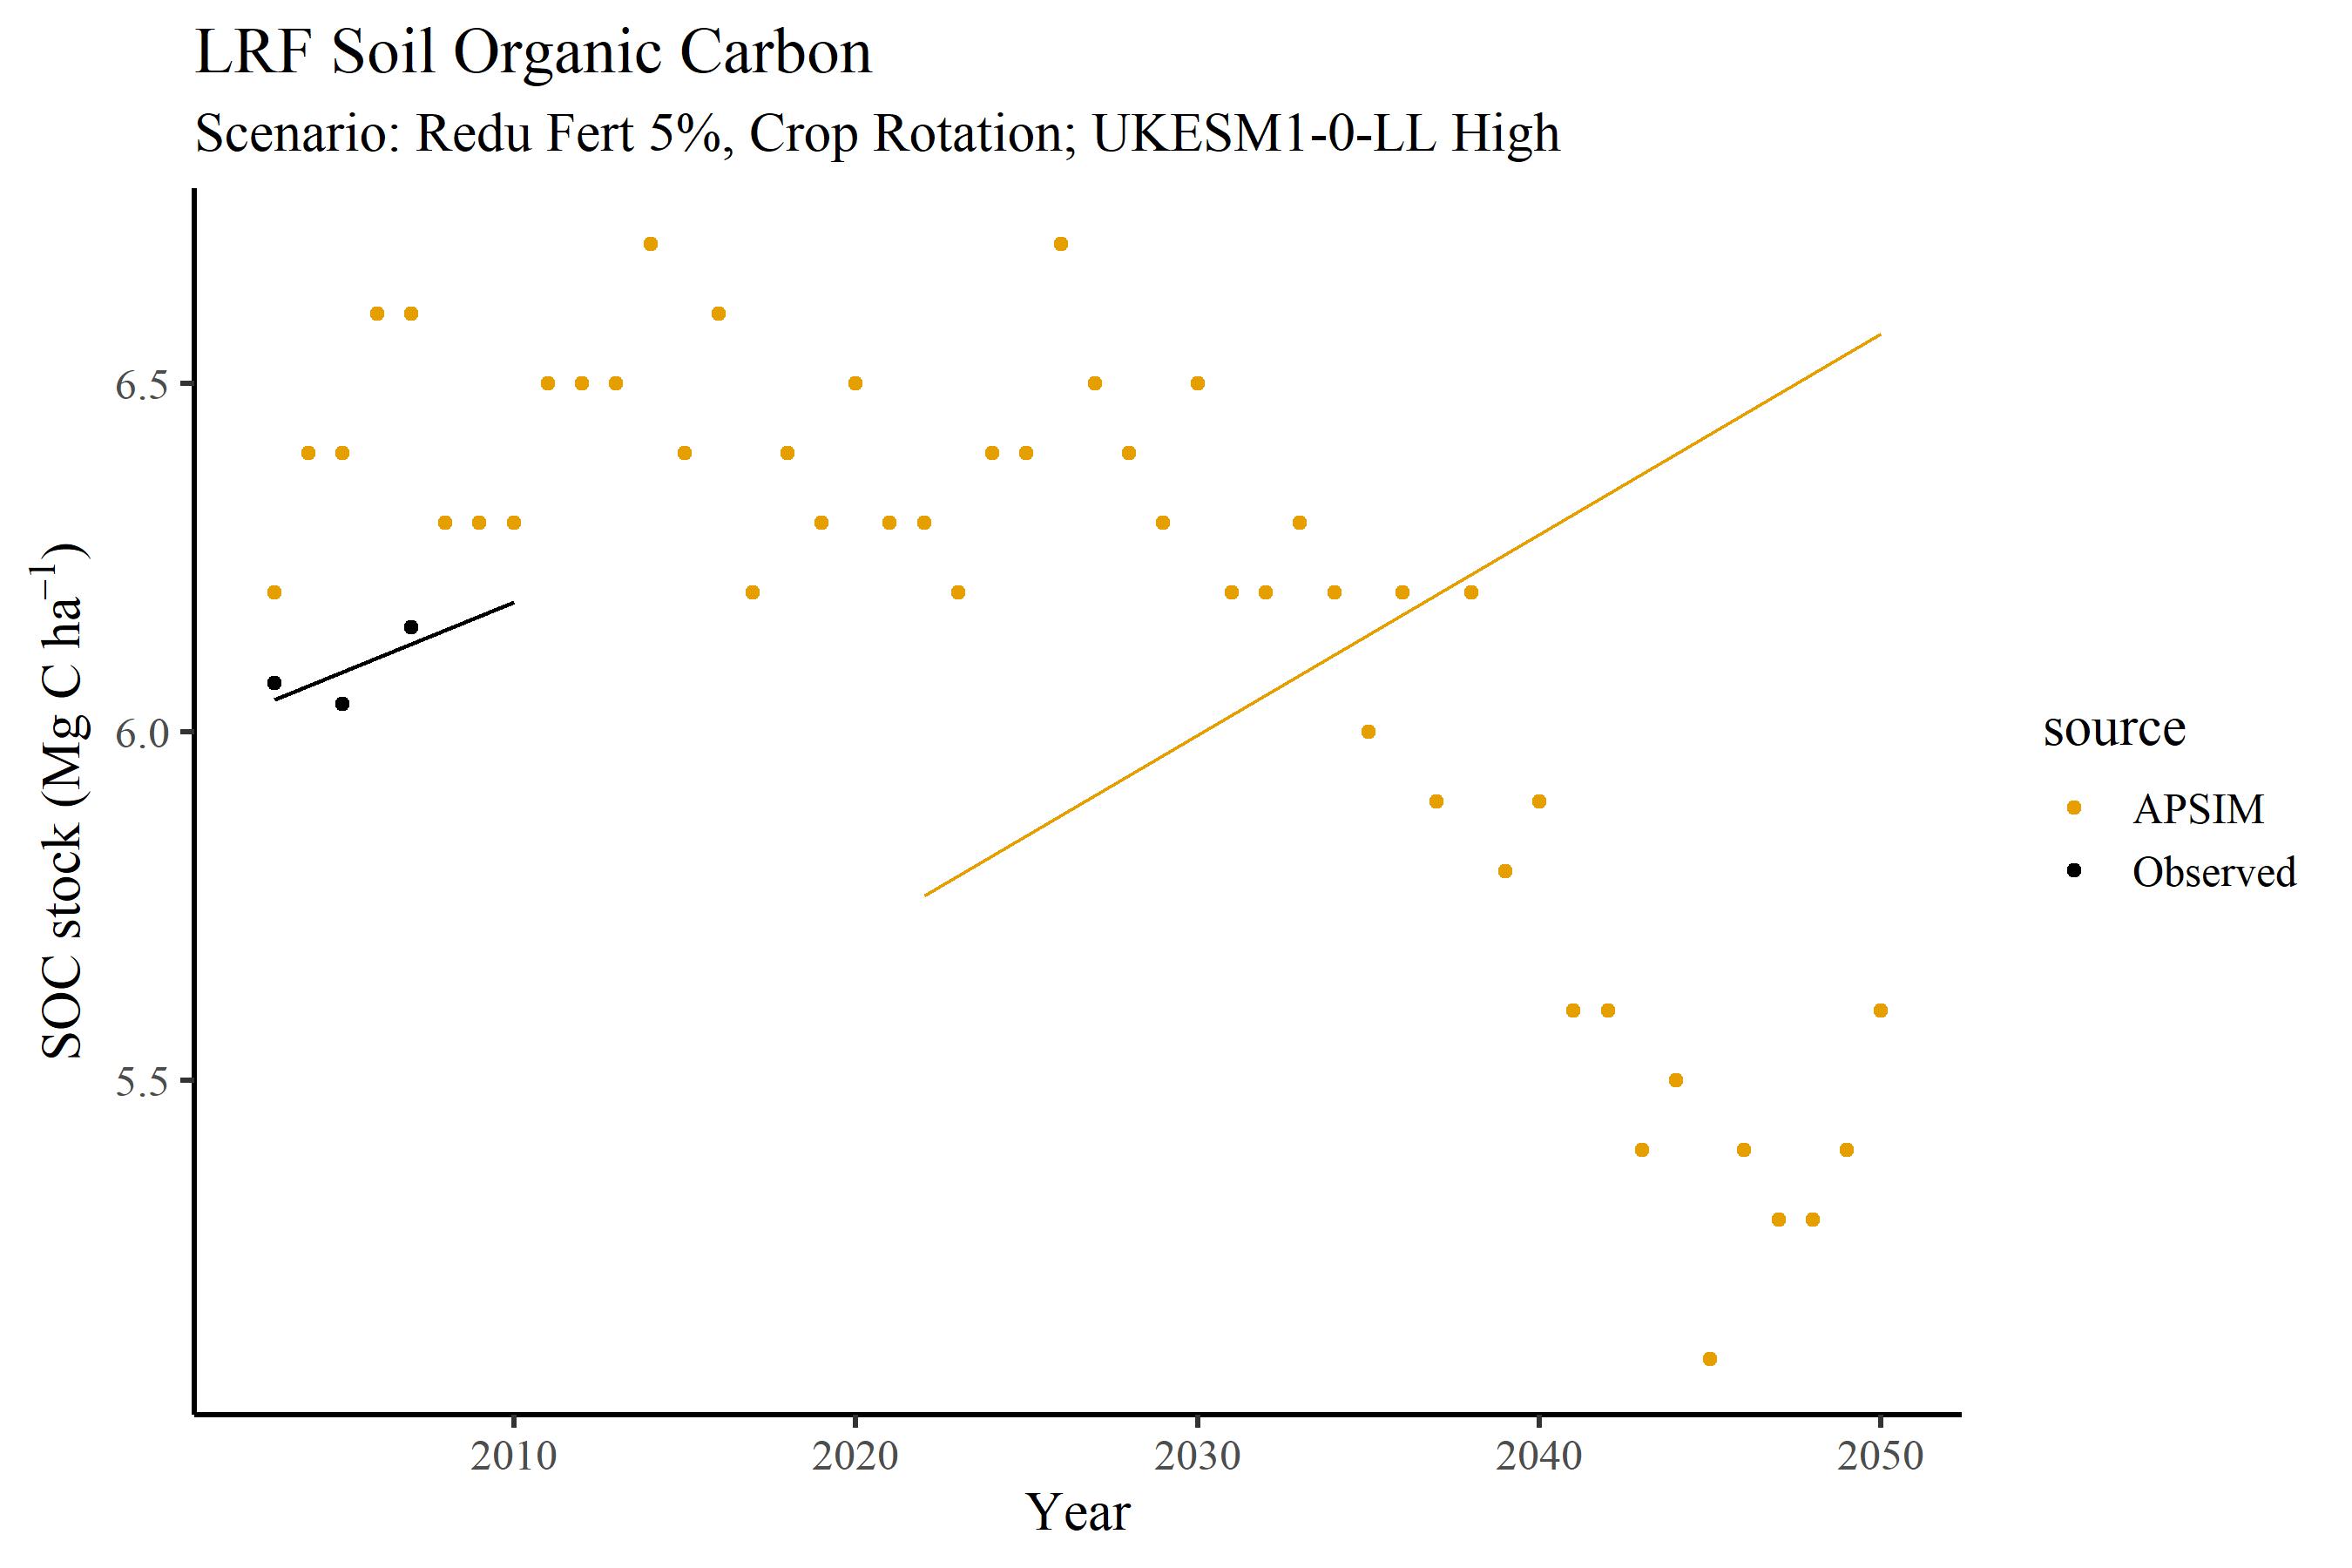 LRF Soil Organic Carbon
Scenario: Redu Fert 5%, Crop Rotation; UKESM1-0-LL High
SOC stock (Mg C ha⁻¹)
6.5
6.0
5.5
2010 2020 2030 2040 2050
Year
source
APSIM
Observed